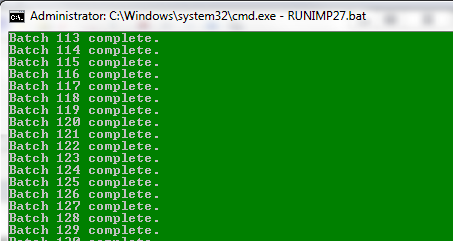 Administrator: C:\Windows\system32\cmd.exe - RUNIMP27.bat
Batch 113 complete.
Batch 114 complete.
Batch 115 complete.
Batch 116 complete.
Batch 117 complete.
Batch 118 complete.
Batch 119 complete.
Batch 120 complete.
Batch 121 complete.
Batch 122 complete.
Batch 123 complete.
Batch 124 complete.
Batch 125 complete.
Batch 126 complete.
Batch 127 complete.
Batch 128 complete.
Batch 129 complete.
Batch 130 complete.